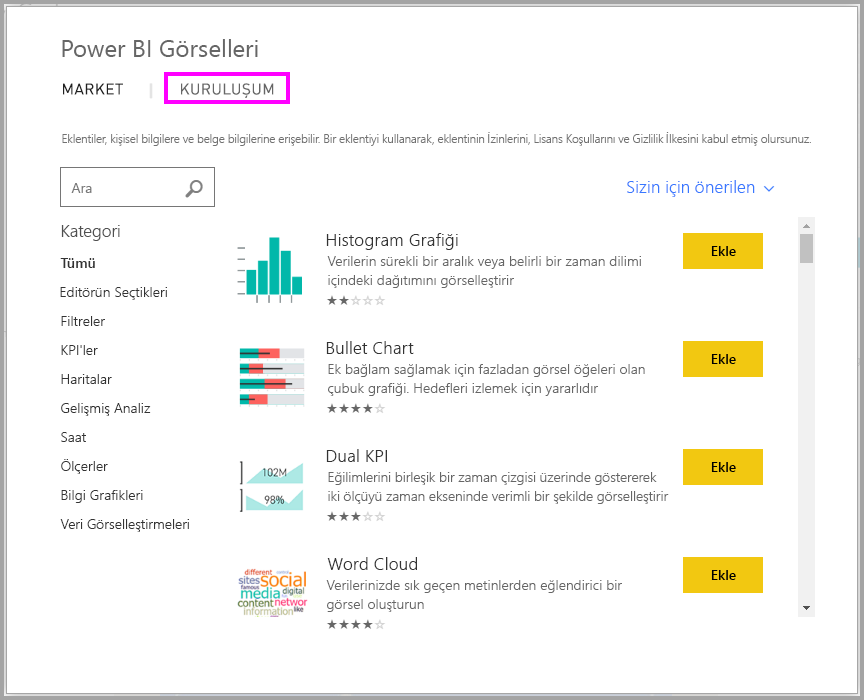 Power BI Görselleri
MARKET | KURULUŞUM
Eklentiler, kişisel bilgilere ve belge bilgilerine erişebilir. Bir eklentiyi kullanarak, eklentinin İzinlerini, Lisans Koşullarını ve Gizlilik İlkesini kabul etmiş olursunuz.
Ara
Sizin için önerilen
Kategori
Tümü
Editörün Seçtikleri
Filtreler
KPI'ler
Haritalar
Gelişmiş Analiz
Saat
Ölçerler
Bilgi Grafikleri
Veri Görselleştirmeleri
Histogram Grafiği
Verilerin sürekli bir aralık veya belirli bir zaman dilimi
içindeki dağıtımını görselleştirir
Ekle
Bullet Chart
Ek bağlam sağlamak için fazladan görsel öğeleri olan
çubuk grafiği. Hedefleri izlemek için yararlıdır
Ekle
102M
98%
Dual KPI
Eğilimlerini birleşik bir zaman çizgisi üzerinde göstererek
iki ölçüyü zaman ekseninde verimli bir şekilde görselleştirir
Ekle
different
sites social
famous
media digital
content networ
information like
Word Cloud
Verilerinizde sık geçen metinlerden eğlendirici bir
görsel oluşturun
Ekle